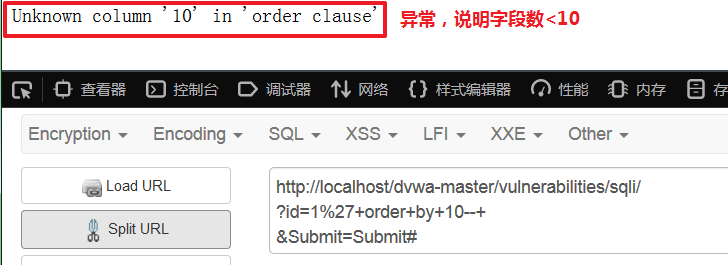 Unknown column '10' in 'order clause' 异常，说明字段数<10
查看器 控制台 调试器 网络 样式编辑器 性能 内存 存
Encryption Encoding SQL XSS LFI XXE Other
Load URL
Split URL
http://localhost/dvwa-master/vulnerabilities/sqli/
?id=1%27+order+by+10--+
&Submit=Submit#